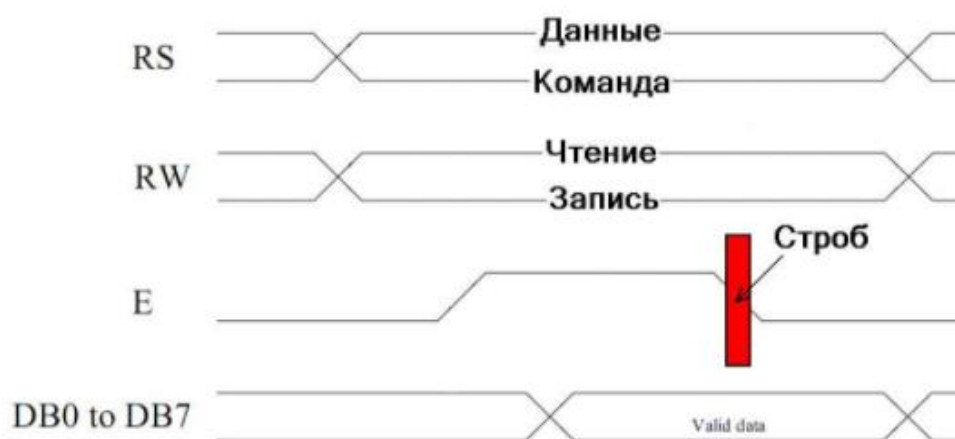 RS
Данные
Команда
RW
Чтение
Запись
Строб
E
DB0 to DB7
Valid data